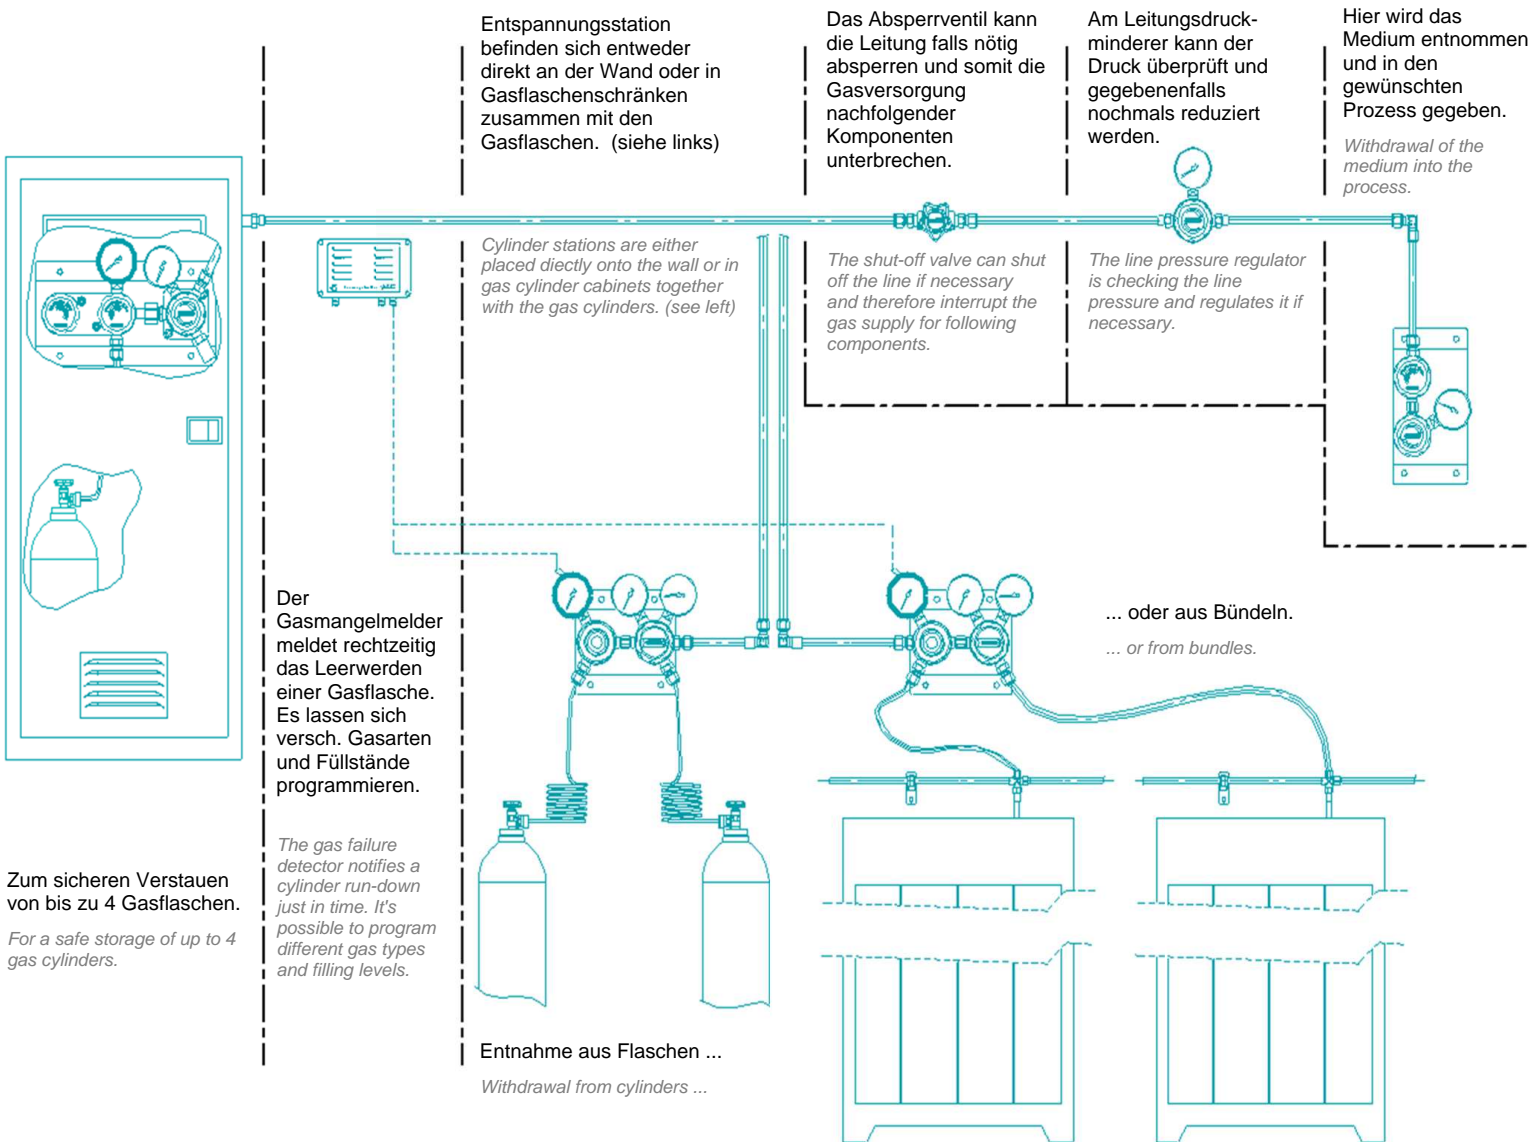 Entspannungsstation
befinden sich entweder
direkt an der Wand oder in
Gasflaschenschränken
zusammen mit den
Gasflaschen.  (siehe links)
Cylinder stations are either
placed diectly onto the wall or in
gas cylinder cabinets together
with the gas cylinders. (see left)
Das Absperrventil kann
die Leitung falls nötig
absperren und somit die
Gasversorgung
nachfolgender
Komponenten
unterbrechen.
The shut-off valve can shut
off the line if necessary
and therefore interrupt the
gas supply for following
components.
Am Leitungsdruck-
minderer kann der
Druck überprüft und
gegebenenfalls
nochmals reduziert
werden.
The line pressure regulator
is checking the line
pressure and regulates it if
necessary.
Hier wird das
Medium entnommen
und in den
gewünschten
Prozess gegeben.
Withdrawal of the
medium into the
process.
Der
Gasmangelmelder
meldet rechtzeitig
das Leerwerden
einer Gasflasche.
Es lassen sich
versch. Gasarten
und Füllstände
programmieren.
The gas failure
detector notifies a
cylinder run-down
just in time. It's
possible to program
different gas types
and filling levels.
... oder aus Bündeln.
... or from bundles.
Zum sicheren Verstauen
von bis zu 4 Gasflaschen.
For a safe storage of up to 4
gas cylinders.
Entnahme aus Flaschen ...
Withdrawal from cylinders ...